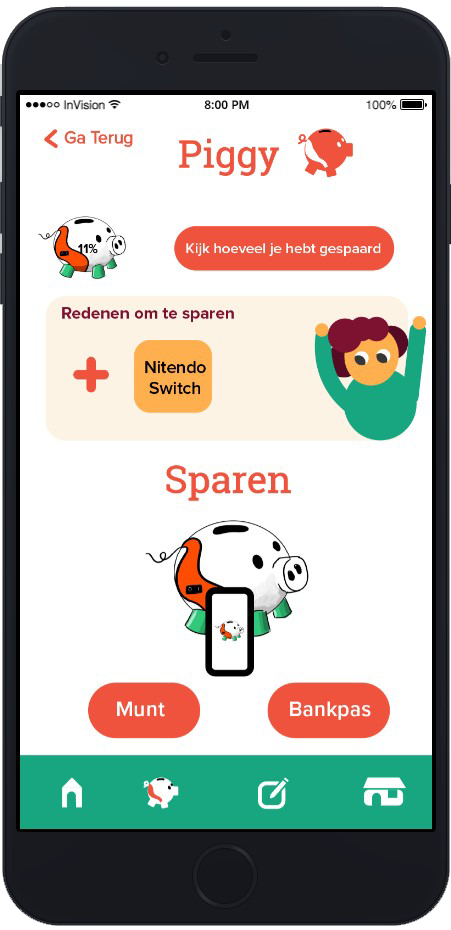 ●●●○○ InVision 8:00 PM 100%
Ga Terug
Piggy
11%
Kijk hoeveel je hebt gespaard
Redenen om te sparen
Nitendo
Switch
Sparen
Munt
Bankpas